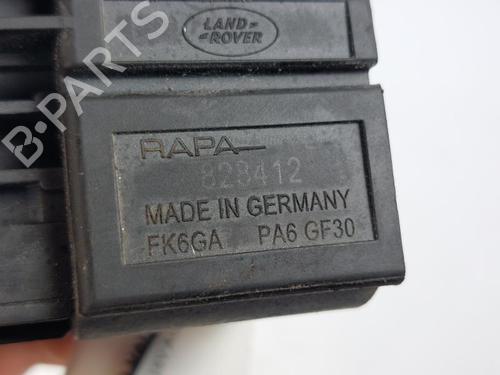 LAND-
-ROVER
RAPA
828412
MADE IN GERMANY
FK6GA PA6 GF30
B-PARTS